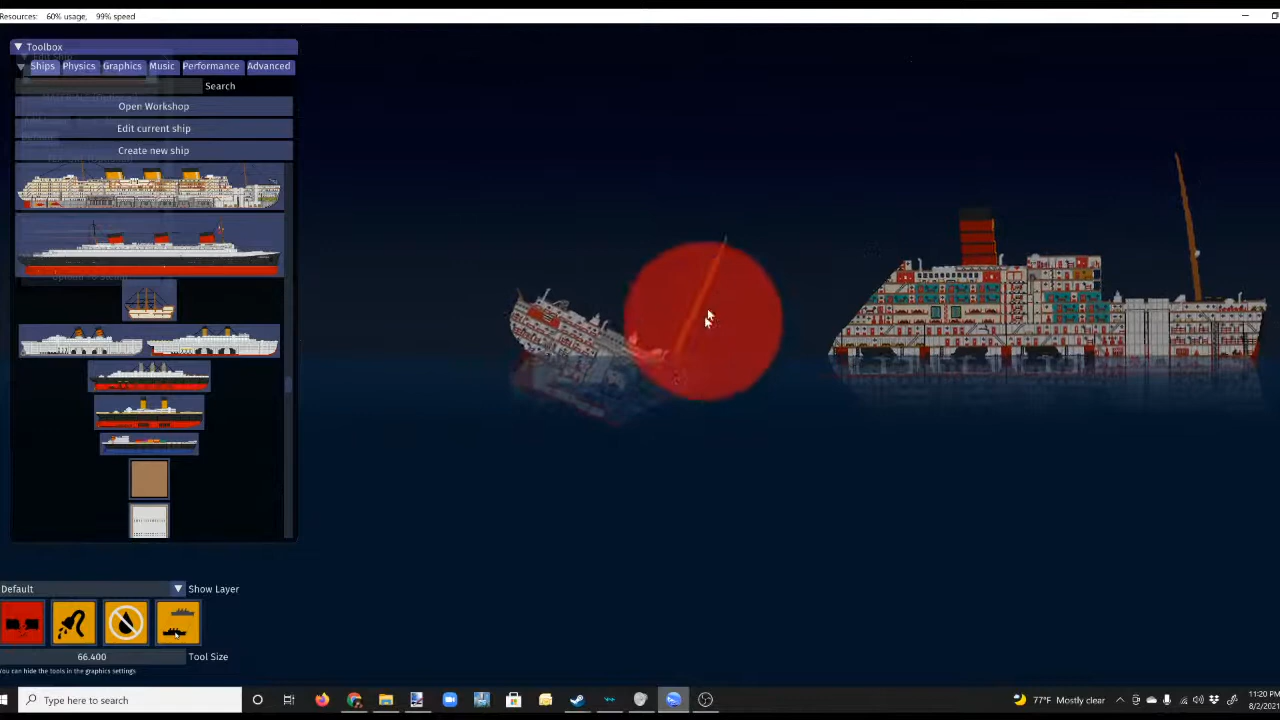 Resources: 60% usage, 99% speed
Toolbox
Ships Physics Graphics Music Performance Advanced
Search
Open Workshop
Edit current ship
Create new ship
Default
Show Layer
66.400
Tool Size
You can hide the tools in the graphics settings
Type here to search
77°F Mostly clear
11:20 PM
8/2/2021